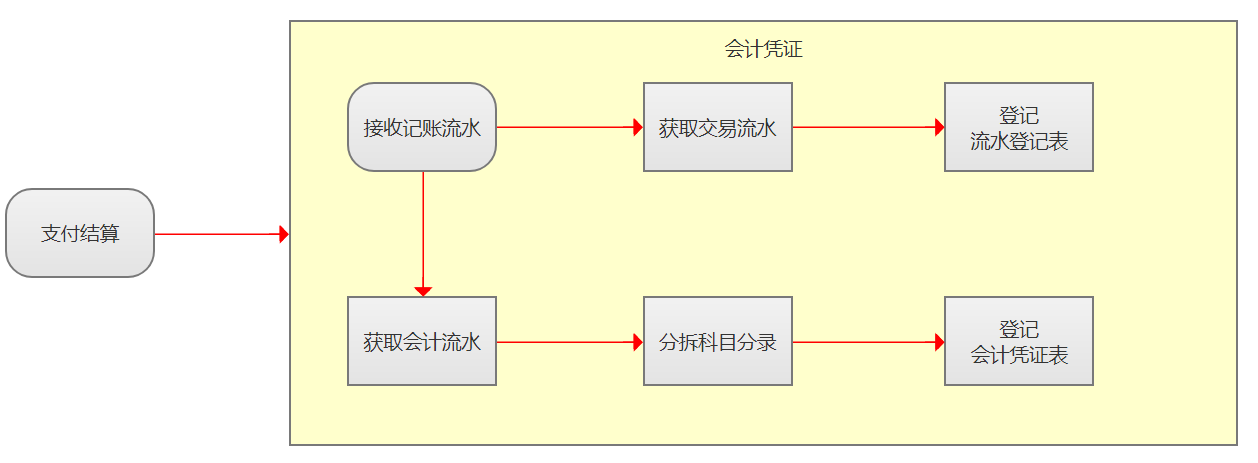 会计凭证
接收记账流水
获取交易流水
登记
流水登记表
支付结算
获取会计流水
分拆科目分录
登记
会计凭证表